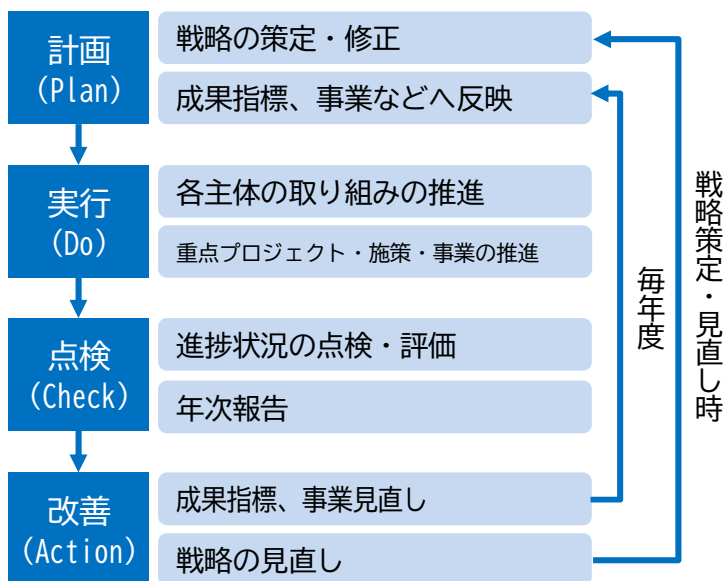 計画
(Plan)
戦略の策定・修正
成果指標、事業などへ反映
実行
(Do)
各主体の取り組みの推進
重点プロジェクト・施策・事業の推進
点検
(Check)
進捗状況の点検・評価
年次報告
改善
(Action)
成果指標、事業見直し
戦略の見直し
毎年度
戦略策定・見直し時